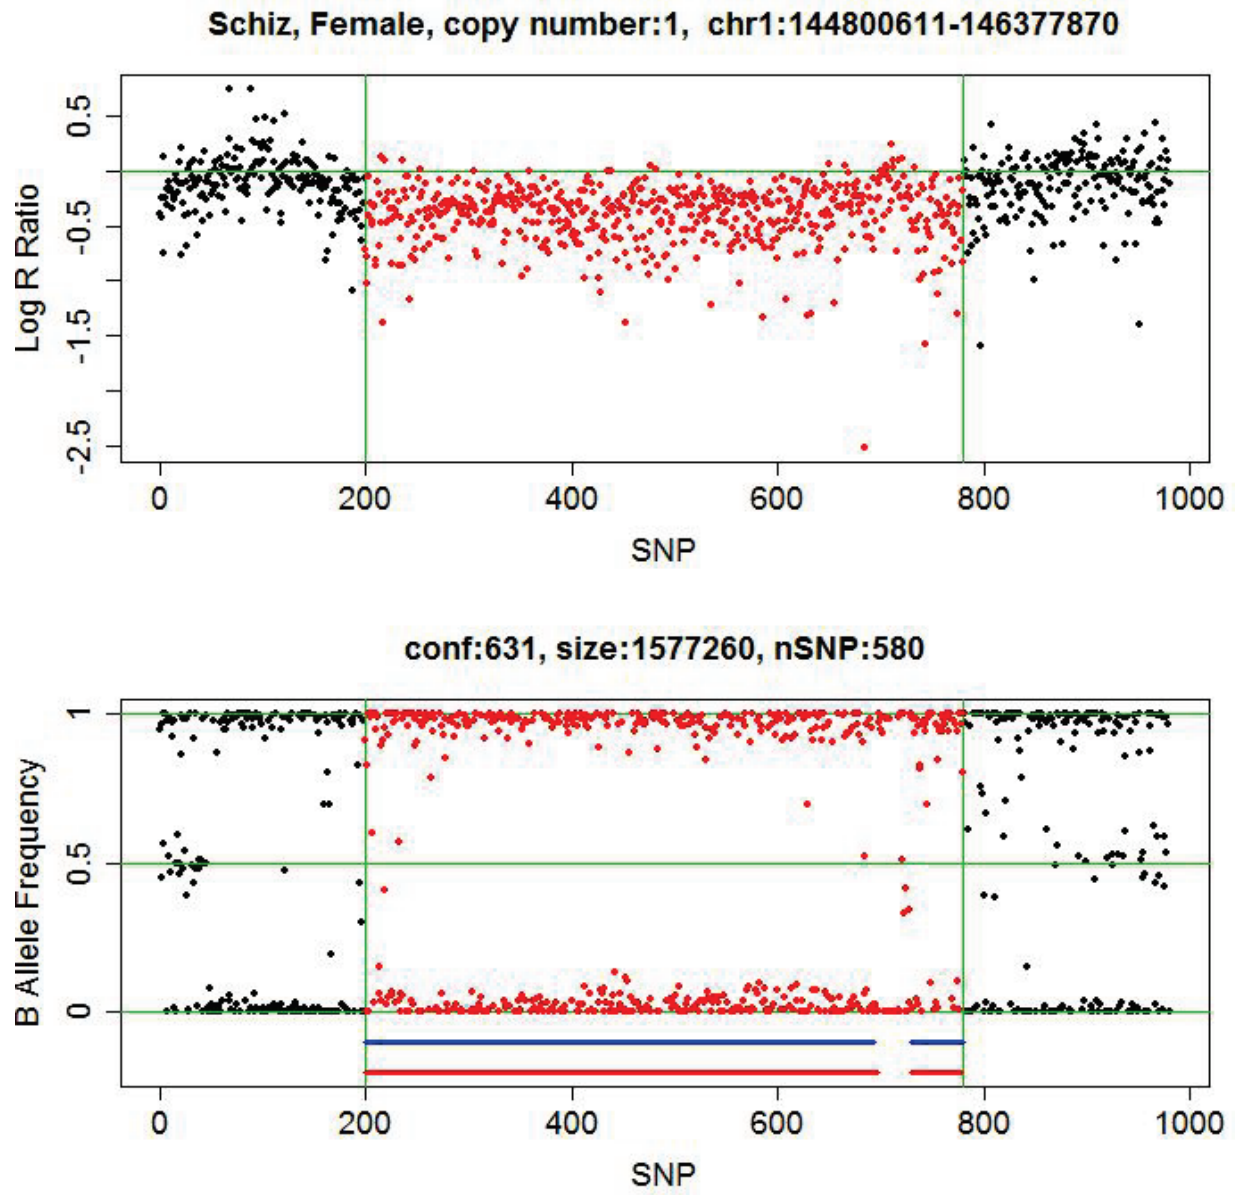 Schiz, Female, copy number:1, chr1:144800611-146377870
0.5
-0.5
-1.5
-2.5
Log R Ratio
0 200 400 600 800 1000
SNP
conf:631, size:1577260, nSNP:580
1
0.5
0
B Allele Frequency
0 200 400 600 800 1000
SNP